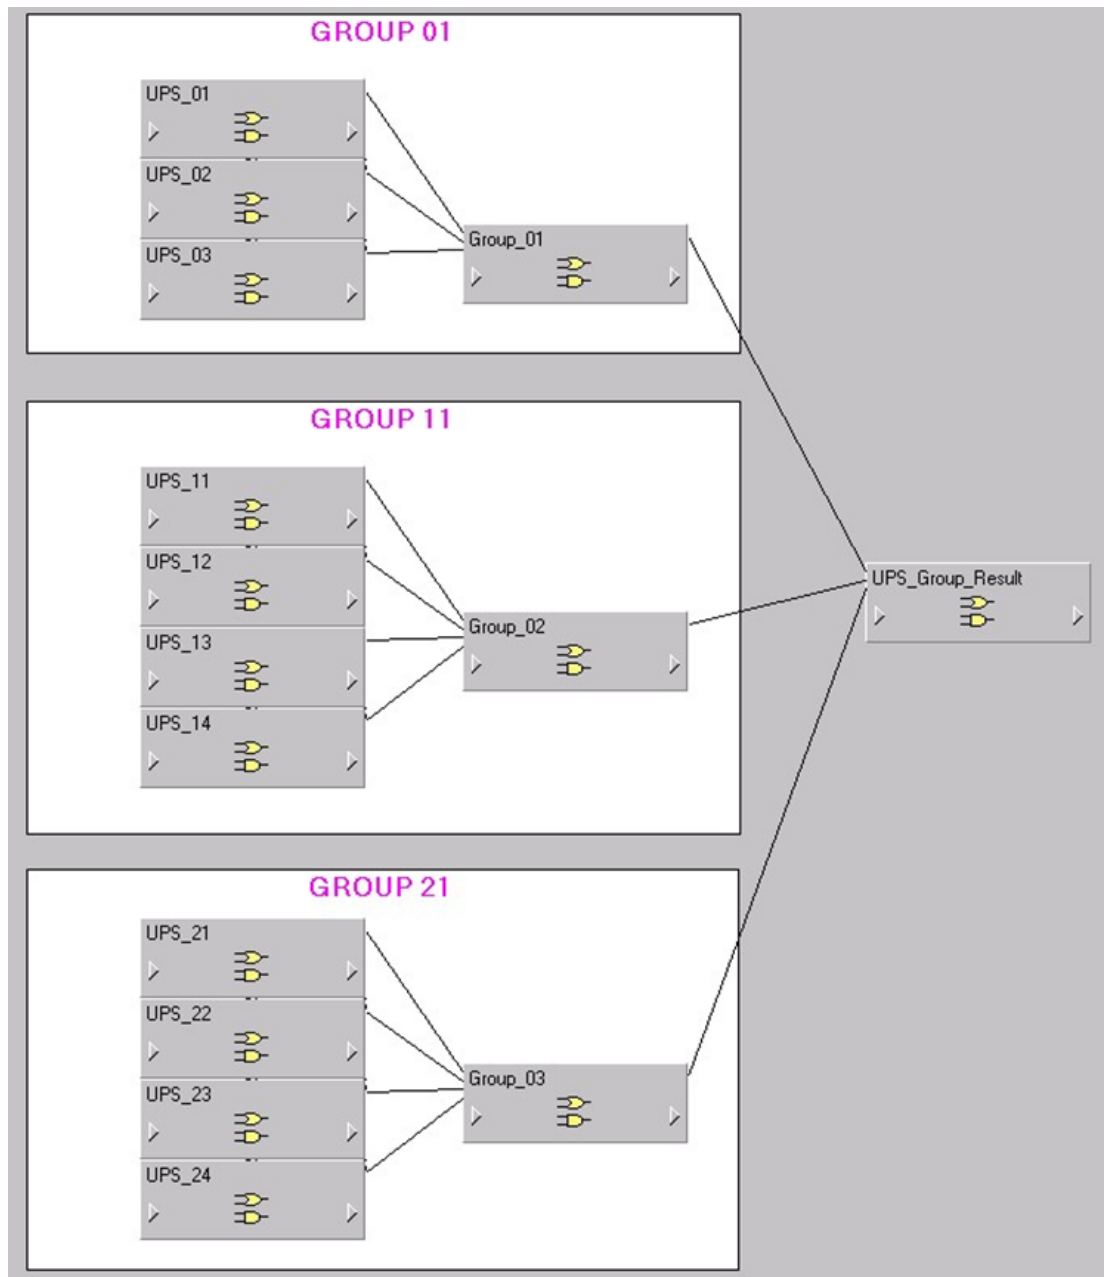 GROUP 01
UPS_01
UPS_02
UPS_03
Group_01
GROUP 11
UPS_11
UPS_12
UPS_13
UPS_14
Group_02
UPS_Group_Result
GROUP 21
UPS_21
UPS_22
UPS_23
UPS_24
Group_03